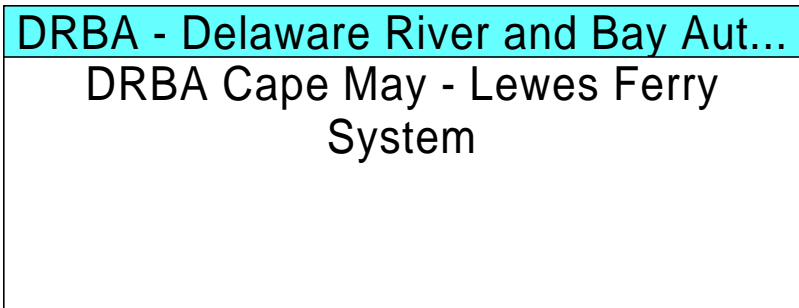 DRBA - Delaware River and Bay Aut...
DRBA Cape May - Lewes Ferry
System